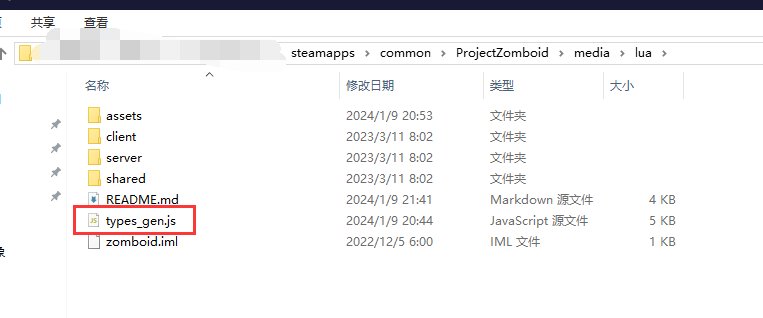 共享 查看
steamapps > common > ProjectZomboid > media > lua >
名称 修改日期 类型 大小
assets 2024/1/9 20:53 文件夹
client 2023/3/11 8:02 文件夹
server 2023/3/11 8:02 文件夹
shared 2023/3/11 8:02 文件夹
README.md 2024/1/9 21:41 Markdown 源文件 4 KB
JS types_gen.js 2024/1/9 20:44 JavaScript 源文件 5 KB
zomboid.iml 2022/12/5 6:00 IML 文件 1 KB
象